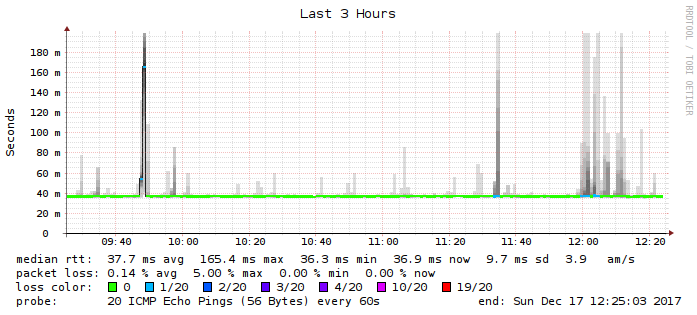 Last 3 Hours
RRDTOOL / TOBI OETIKER
Seconds
180 m
160 m
140 m
120 m
100 m
80 m
60 m
40 m
20 m
0
09:40 10:00 10:20 10:40 11:00 11:20 11:40 12:00 12:20
median rtt: 37.7 ms avg 165.4 ms max 36.3 ms min 36.9 ms now 9.7 ms sd 3.9 am/s
packet loss: 0.14 % avg 5.00 % max 0.00 % min 0.00 % now
loss color: 0 1/20 2/20 3/20 4/20 10/20 19/20
probe: 20 ICMP Echo Pings (56 Bytes) every 60s end: Sun Dec 17 12:25:03 2017